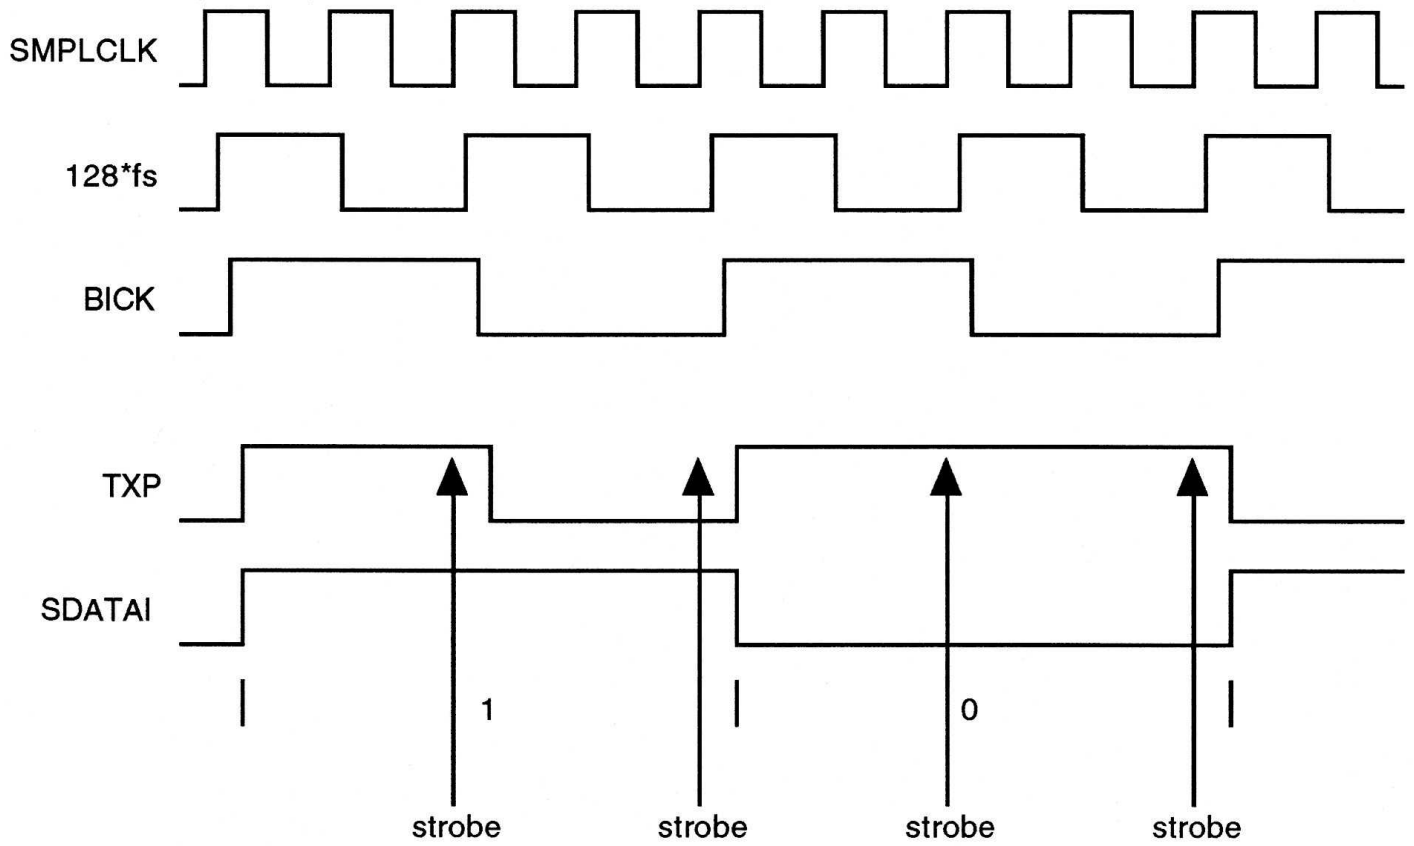 SMPLCLK
128*fs
BICK
TXP
SDATAI
1 0
strobe strobe strobe strobe